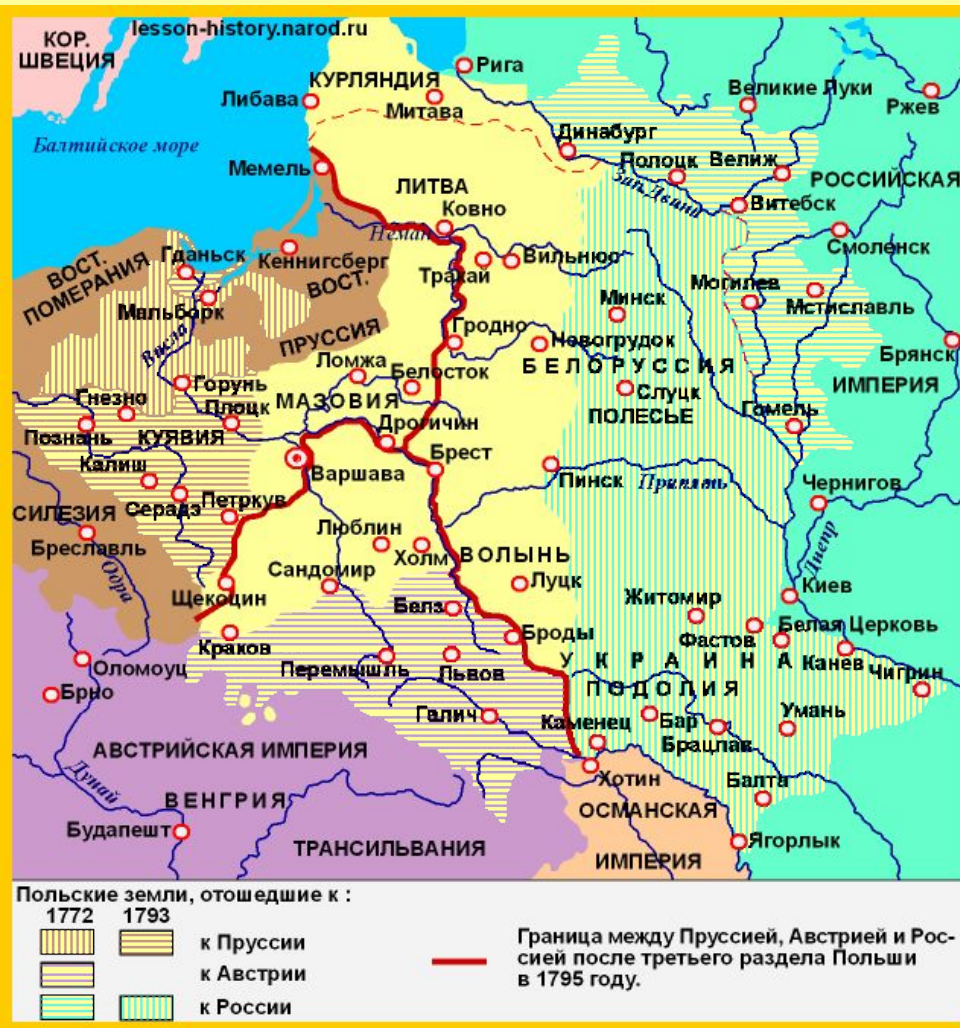 lesson-history.narod.ru
КОР.
ШВЕЦИЯ
КУРЛЯНДИЯ
Рига
Либава
Митава
Великие Луки
Ржев
Балтийское море
Динабург
Мемель
Полоцк
Велиж
ЛИТВА
Зап. Двина
РОССИЙСКАЯ
Витебск
Ковно
Неман
Смоленск
Гданьск
Кеннигсберг
ВОСТ.
ПОМЕРАНИЯ
ВОСТ.
Тракай
Вильнюс
Могилев
Мстиславль
Мальборк
Минск
Висла
ПРУССИЯ
Гродно
Новогрудок
Брянск
Ломжа
Белосток
БЕЛОРУССИЯ
ИМПЕРИЯ
Горунь
Гнезно
Плоцк
МАЗОВИЯ
Слуцк
ПОЛЕСЬЕ
Гомель
Познань
КУЯВИЯ
Дрогичин
Калиш
Варшава
Брест
Пинск
Припять
Чернигов
Серадз
Петркув
СИЛЕЗИЯ
Бреславль
Люблин
Холм
ВОЛЫНЬ
Днепр
Одра
Сандомир
Луцк
Киев
Щекоцин
Белз
Житомир
Фастов
Белая Церковь
Краков
Броды
Оломоуц
Перемышль
Львов
УКРАИНА
Канев
Чигрин
Брно
ПОДОЛИЯ
Галич
Каменец
Бар
Умань
Брацлав
АВСТРИЙСКАЯ ИМПЕРИЯ
Дунай
Хотин
Балта
ВЕНГРИЯ
ОСМАНСКАЯ
Будапешт
ТРАНСИЛЬВАНИЯ
Ягорлык
ИМПЕРИЯ
Польские земли, отошедшие к :
1772 1793
к Пруссии
к Австрии
к России
Граница между Пруссией, Австрией и Рос-
сией после третьего раздела Польши
в 1795 году.